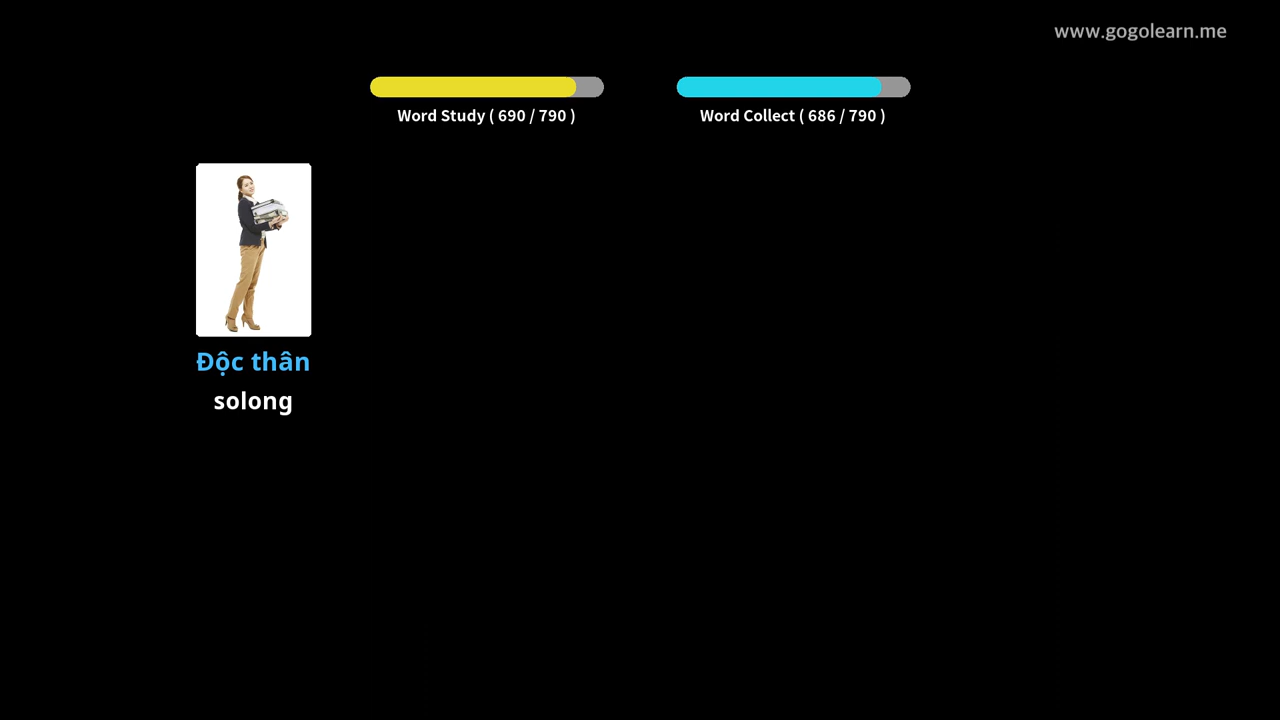 www.gogolearn.me
Word Study ( 690 / 790 )
Word Collect ( 686 / 790 )
Độc thân
solong